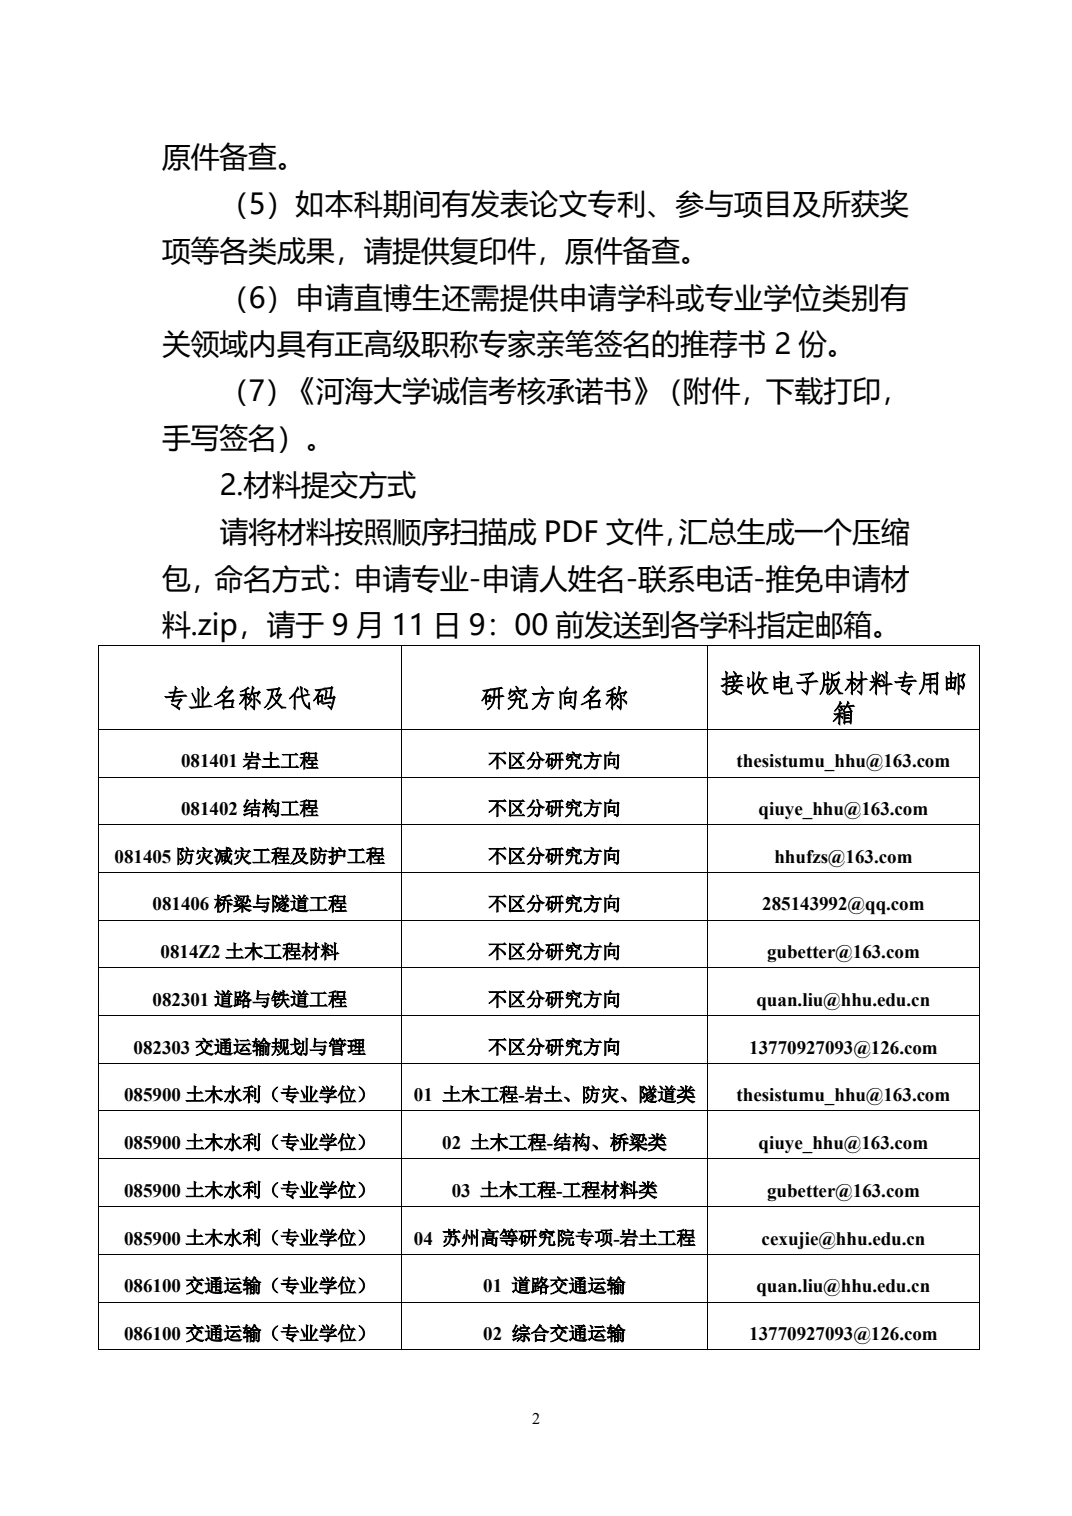 原件备查。
（5）如本科期间有发表论文专利、参与项目及所获奖
项等各类成果，请提供复印件，原件备查。
（6）申请直博生还需提供申请学科或专业学位类别有
关领域内具有正高级职称专家亲笔签名的推荐书 2 份。
（7）《河海大学诚信考核承诺书》（附件，下载打印，
手写签名）。
2.材料提交方式
请将材料按照顺序扫描成 PDF 文件，汇总生成一个压缩
包，命名方式：申请专业-申请人姓名-联系电话-推免申请材
料.zip，请于 9 月 11 日 9：00 前发送到各学科指定邮箱。
专业名称及代码 研究方向名称 接收电子版材料专用邮
箱
081401 岩土工程 不区分研究方向 thesistumu_hhu@163.com
081402 结构工程 不区分研究方向 qiuye_hhu@163.com
081405 防灾减灾工程及防护工程 不区分研究方向 hhufzs@163.com
081406 桥梁与隧道工程 不区分研究方向 285143992@qq.com
0814Z2 土木工程材料 不区分研究方向 gubetter@163.com
082301 道路与铁道工程 不区分研究方向 quan.liu@hhu.edu.cn
082303 交通运输规划与管理 不区分研究方向 13770927093@126.com
085900 土木水利（专业学位） 01 土木工程-岩土、防灾、隧道类 thesistumu_hhu@163.com
085900 土木水利（专业学位） 02 土木工程-结构、桥梁类 qiuye_hhu@163.com
085900 土木水利（专业学位） 03 土木工程-工程材料类 gubetter@163.com
085900 土木水利（专业学位） 04 苏州高等研究院专项-岩土工程 cexujie@hhu.edu.cn
086100 交通运输（专业学位） 01 道路交通运输 quan.liu@hhu.edu.cn
086100 交通运输（专业学位） 02 综合交通运输 13770927093@126.com
2